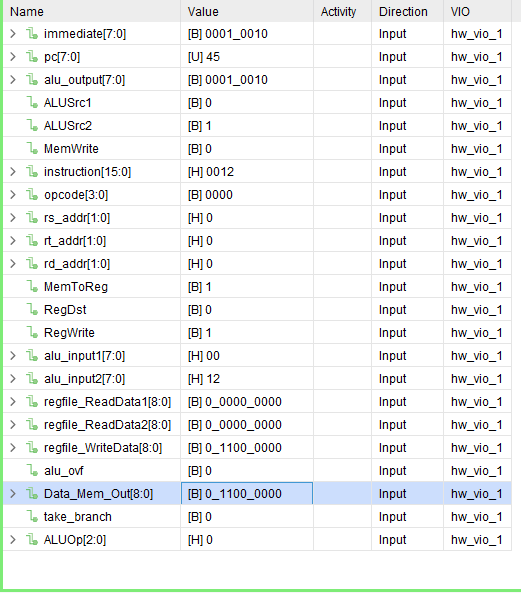 Name Value Activity Direction VIO
immediate[7:0] [B] 0001_0010 Input hw_vio_1
pc[7:0] [U] 45 Input hw_vio_1
alu_output[7:0] [B] 0001_0010 Input hw_vio_1
ALUSrc1 [B] 0 Input hw_vio_1
ALUSrc2 [B] 1 Input hw_vio_1
MemWrite [B] 0 Input hw_vio_1
instruction[15:0] [H] 0012 Input hw_vio_1
opcode[3:0] [B] 0000 Input hw_vio_1
rs_addr[1:0] [H] 0 Input hw_vio_1
rt_addr[1:0] [H] 0 Input hw_vio_1
rd_addr[1:0] [H] 0 Input hw_vio_1
MemToReg [B] 1 Input hw_vio_1
RegDst [B] 0 Input hw_vio_1
RegWrite [B] 1 Input hw_vio_1
alu_input1[7:0] [H] 00 Input hw_vio_1
alu_input2[7:0] [H] 12 Input hw_vio_1
regfile_ReadData1[8:0] [B] 0_0000_0000 Input hw_vio_1
regfile_ReadData2[8:0] [B] 0_0000_0000 Input hw_vio_1
regfile_WriteData[8:0] [B] 0_1100_0000 Input hw_vio_1
alu_ovf [B] 0 Input hw_vio_1
Data_Mem_Out[8:0] [B] 0_1100_0000 Input hw_vio_1
take_branch [B] 0 Input hw_vio_1
ALUOp[2:0] [H] 0 Input hw_vio_1